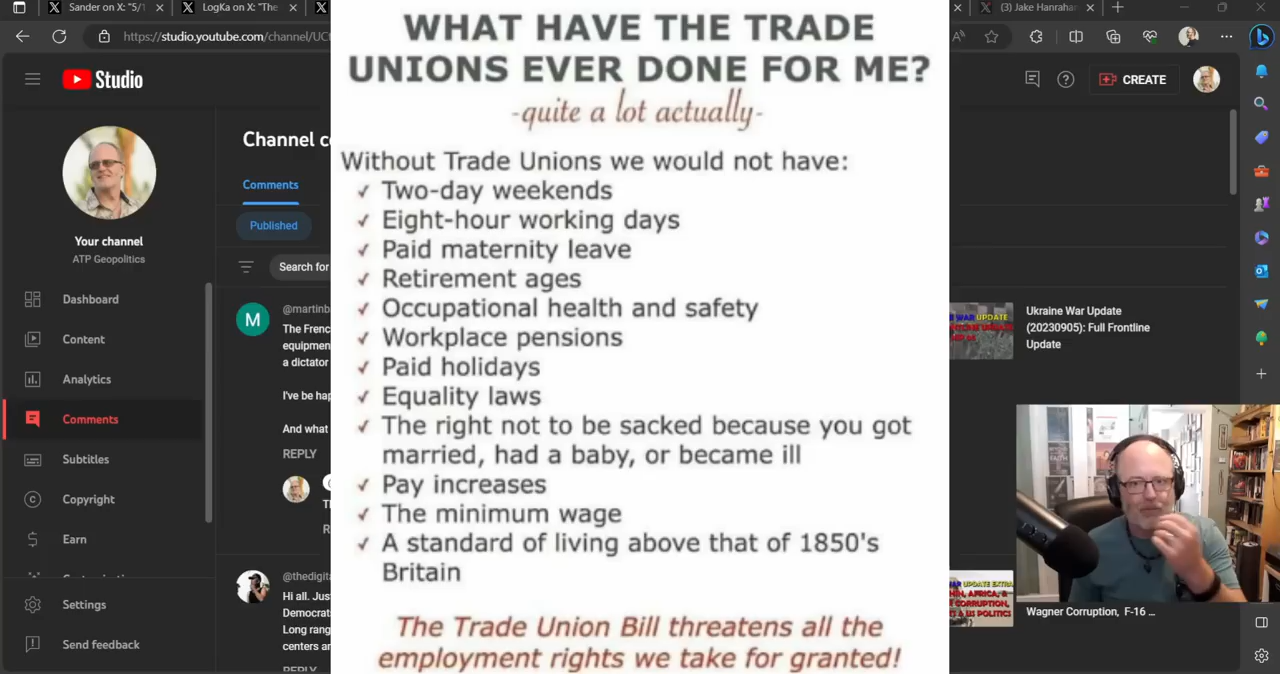 Sander on X: "5/1
LogKa on X: "The
(3) Jake Hanrahan
https://studio.youtube.com/channel/UC
Studio
CREATE
Your channel
ATP Geopolitics
Dashboard
Content
Analytics
Comments
Subtitles
Copyright
Earn
Settings
Send feedback
Channel c
Comments
Published
Search for
M
@martinb
The Frenc
equipmen
a dictator
I've be hap
And what
REPLY
@thedigita
Hi all. Jus
Democrats
Long rang
centers an
REPLY
WHAT HAVE THE TRADE
UNIONS EVER DONE FOR ME?
-quite a lot actually-
Without Trade Unions we would not have:
✓ Two-day weekends
✓ Eight-hour working days
✓ Paid maternity leave
✓ Retirement ages
✓ Occupational health and safety
✓ Workplace pensions
✓ Paid holidays
✓ Equality laws
✓ The right not to be sacked because you got
married, had a baby, or became ill
✓ Pay increases
✓ The minimum wage
✓ A standard of living above that of 1850's
Britain
The Trade Union Bill threatens all the
employment rights we take for granted!
Ukraine War Update
(20230905): Full Frontline
Update
Wagner Corruption, F-16 ...